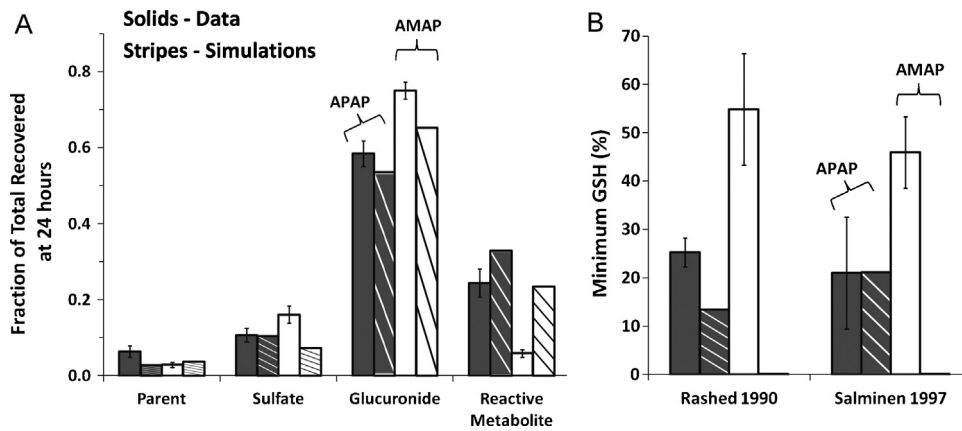 A
Solids - Data
Stripes - Simulations
AMAP
APAP
Fraction of Total Recovered
at 24 hours
0.8
0.6
0.4
0.2
0.0
Parent
Sulfate
Glucuronide
Reactive
Metabolite
B
AMAP
APAP
Minimum GSH (%)
70
60
50
40
30
20
10
0
Rashed 1990
Salminen 1997